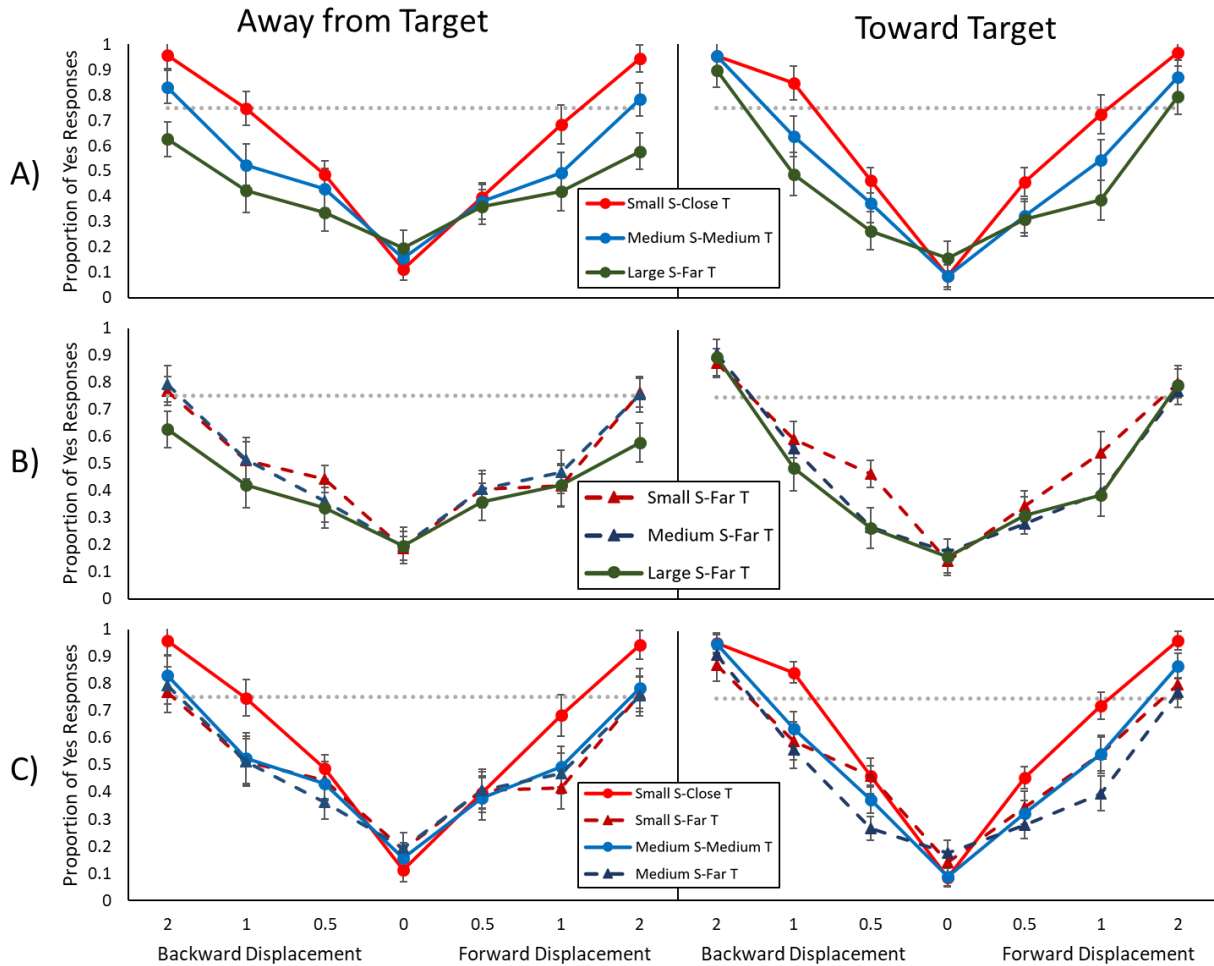 Away from Target
Toward Target
A)
Proportion of Yes Responses
1
0.9
0.8
0.7
0.6
0.5
0.4
0.3
0.2
0.1
0
Small S-Close T
Medium S-Medium T
Large S-Far T
B)
Proportion of Yes Responses
1
0.9
0.8
0.7
0.6
0.5
0.4
0.3
0.2
0.1
0
Small S-Far T
Medium S-Far T
Large S-Far T
C)
Proportion of Yes Responses
1
0.9
0.8
0.7
0.6
0.5
0.4
0.3
0.2
0.1
0
Small S-Close T
Small S-Far T
Medium S-Medium T
Medium S-Far T
2 1 0.5 0 0.5 1 2 2 1 0.5 0 0.5 1 2
Backward Displacement Forward Displacement Backward Displacement Forward Displacement